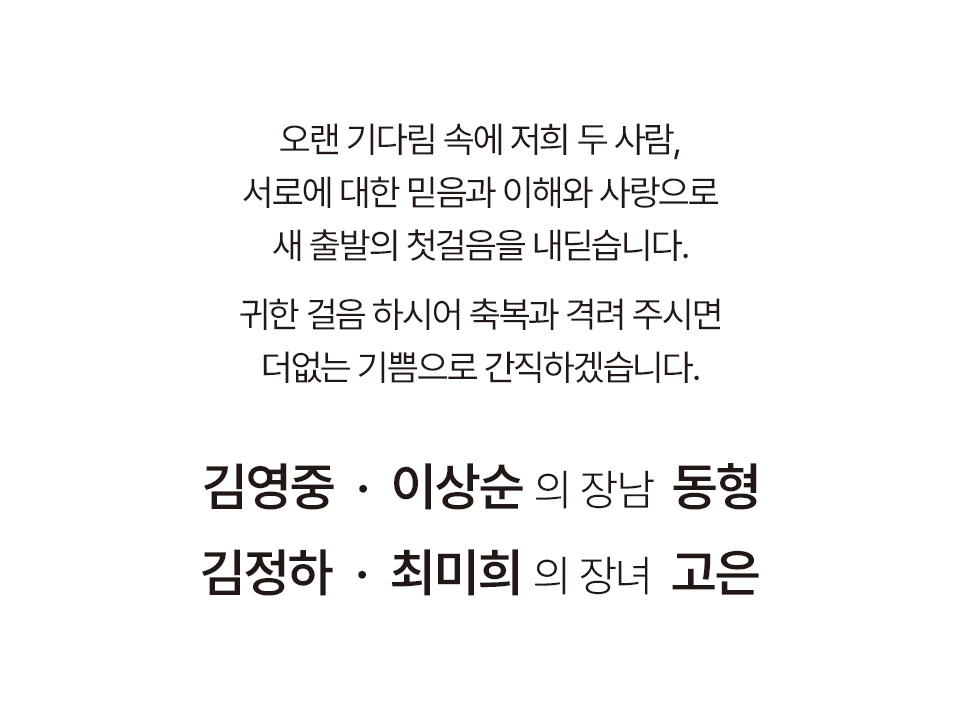 오랜 기다림 속에 저희 두 사람,
서로에 대한 믿음과 이해와 사랑으로
새 출발의 첫걸음을 내딛습니다.
귀한 걸음 하시어 축복과 격려 주시면
더없는 기쁨으로 간직하겠습니다.
김영중 · 이상순 의 장남 동형
김정하 · 최미희 의 장녀 고은